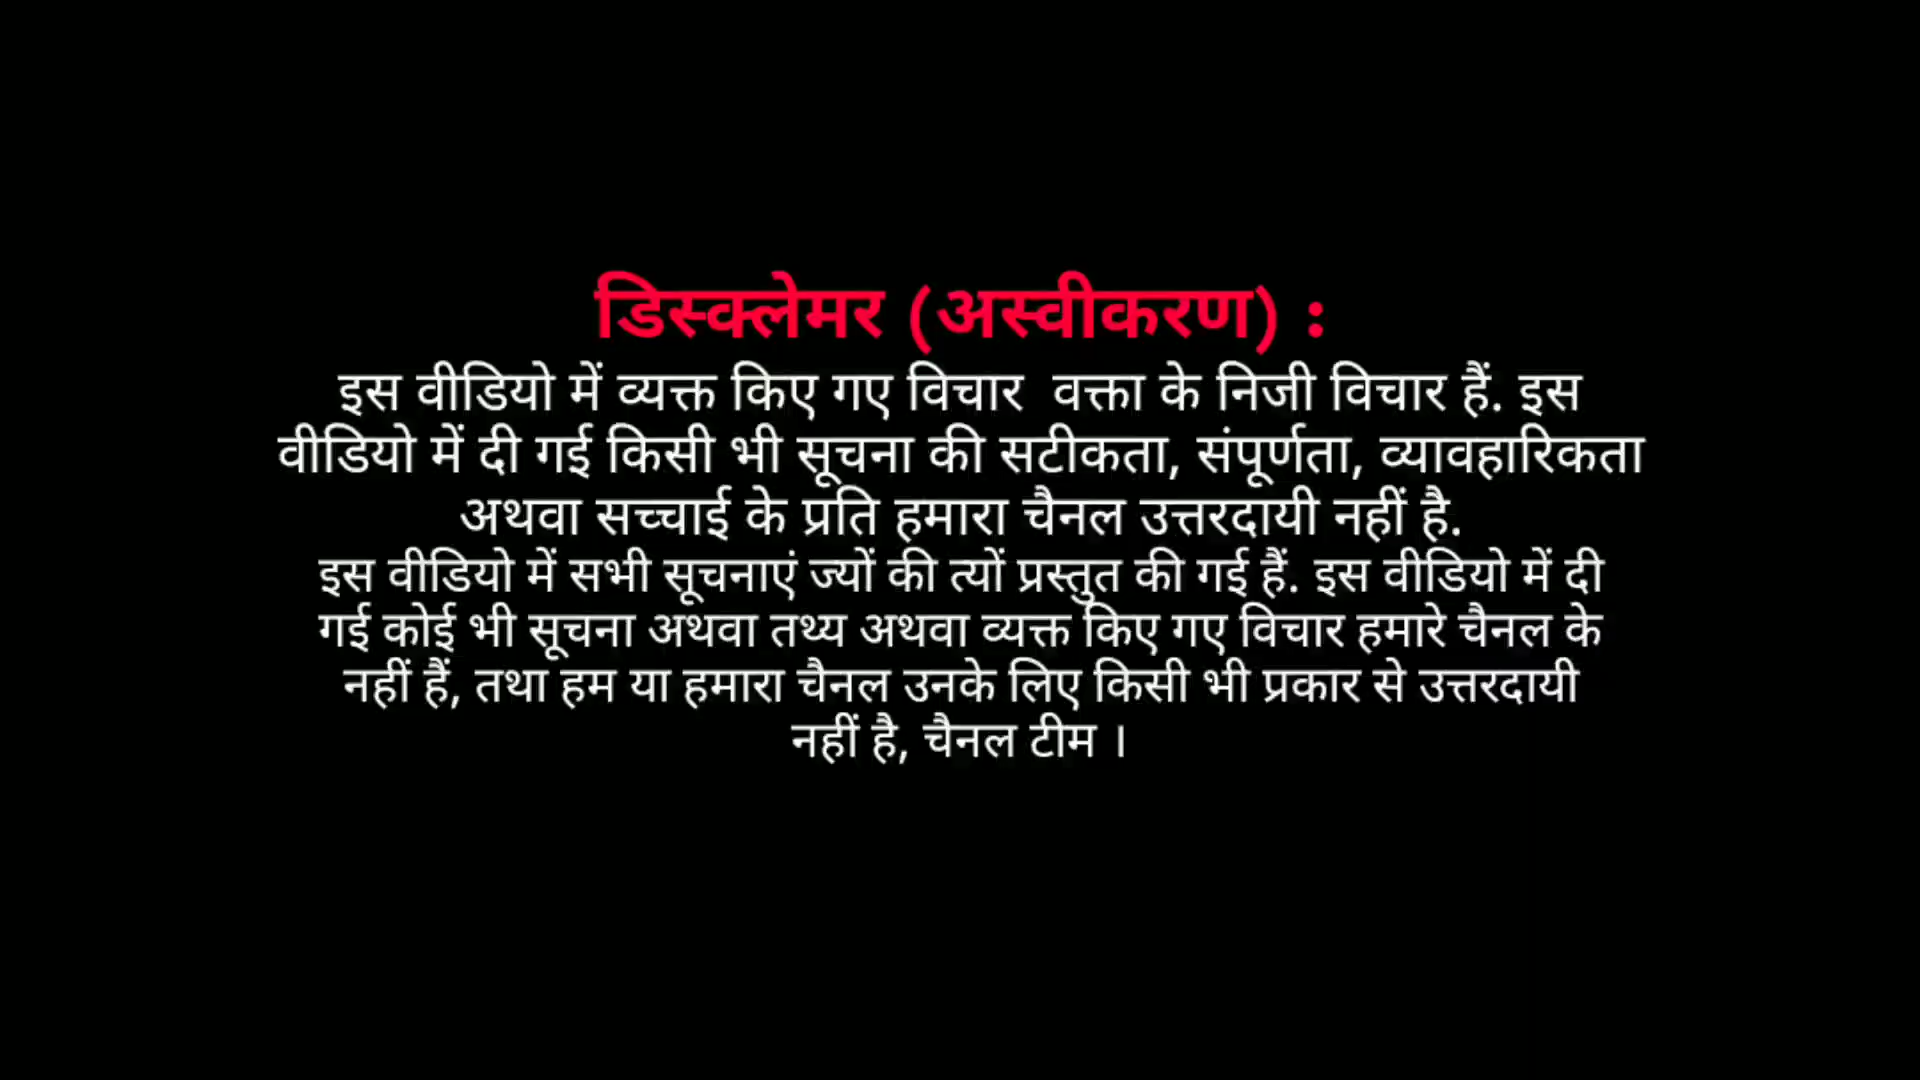 डिस्क्लेमर (अस्वीकरण) :
इस वीडियो में व्यक्त किए गए विचार  वक्ता के निजी विचार हैं. इस
वीडियो में दी गई किसी भी सूचना की सटीकता, संपूर्णता, व्यावहारिकता
अथवा सच्चाई के प्रति हमारा चैनल उत्तरदायी नहीं है.
इस वीडियो में सभी सूचनाएं ज्यों की त्यों प्रस्तुत की गई हैं. इस वीडियो में दी
गई कोई भी सूचना अथवा तथ्य अथवा व्यक्त किए गए विचार हमारे चैनल के
नहीं हैं, तथा हम या हमारा चैनल उनके लिए किसी भी प्रकार से उत्तरदायी
नहीं है, चैनल टीम ।